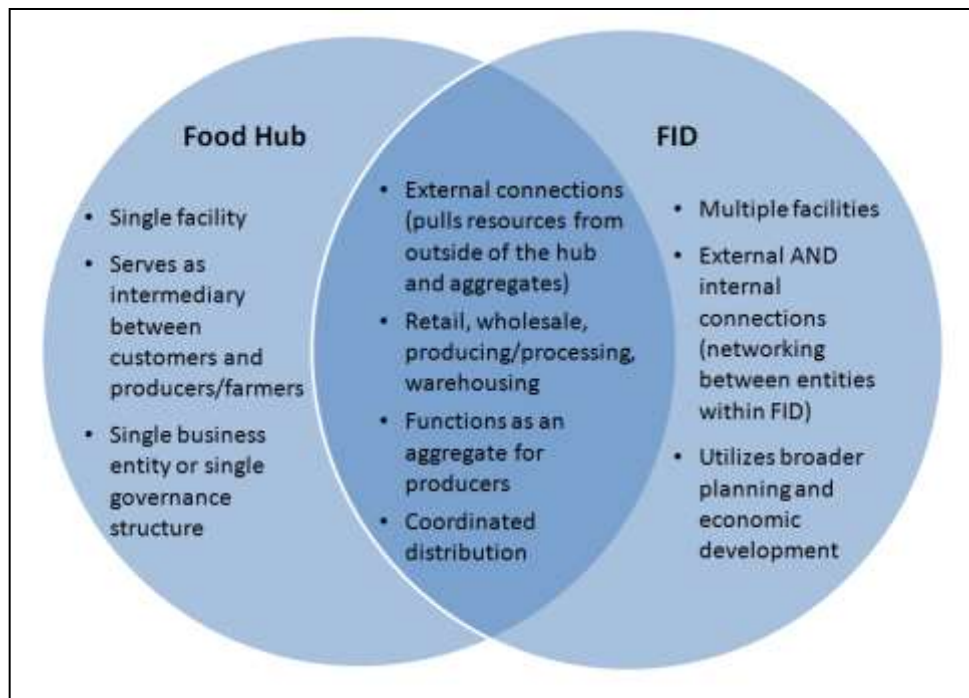 Food Hub
• Single facility
• Serves as
intermediary
between
customers and
producers/farmers
• Single business
entity or single
governance
structure
• External connections
(pulls resources from
outside of the hub
and aggregates)
• Retail, wholesale,
producing/processing,
warehousing
• Functions as an
aggregate for
producers
• Coordinated
distribution
FID
• Multiple facilities
• External AND
internal
connections
(networking
between entities
within FID)
• Utilizes broader
planning and
economic
development